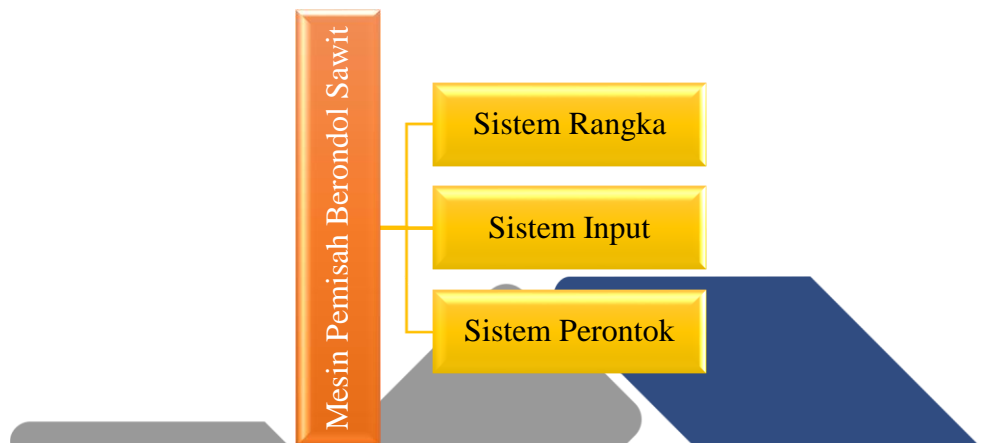 Mesin Pemisah Berondol Sawit
Sistem Rangka
Sistem Input
Sistem Perontok